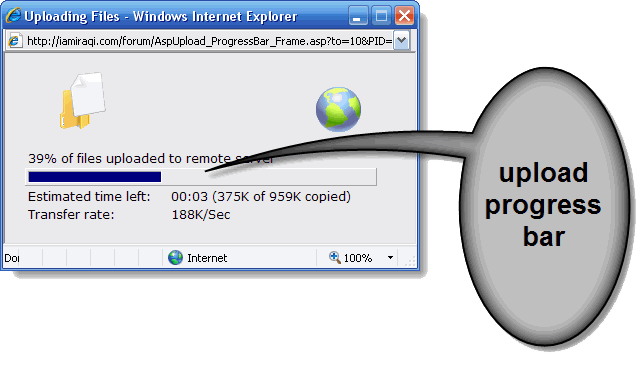 Uploading Files - Windows Internet Explorer
http://iamiraqi.com/forum/AspUpload_ProgressBar_Frame.asp?to=10&PID=
39% of files uploaded to remote server
Estimated time left: 00:03 (375K of 959K copied)
Transfer rate: 188K/Sec
Doi Internet 100%
upload
progress
bar